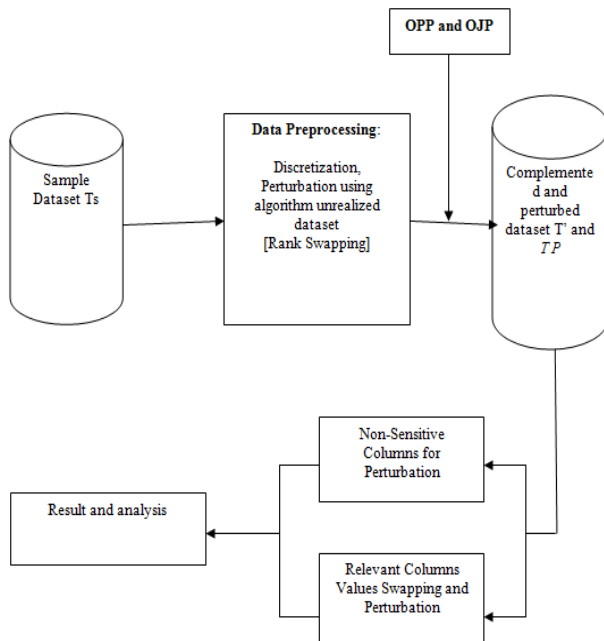 OPP and OJP
Sample
Dataset Ts
Data Preprocessing:
Discretization,
Perturbation using
algorithm unrealized
dataset
[Rank Swapping]
Complemente
d and
perturbed
dataset T' and
TP
Non-Sensitive
Columns for
Perturbation
Result and analysis
Relevant Columns
Values Swapping and
Perturbation